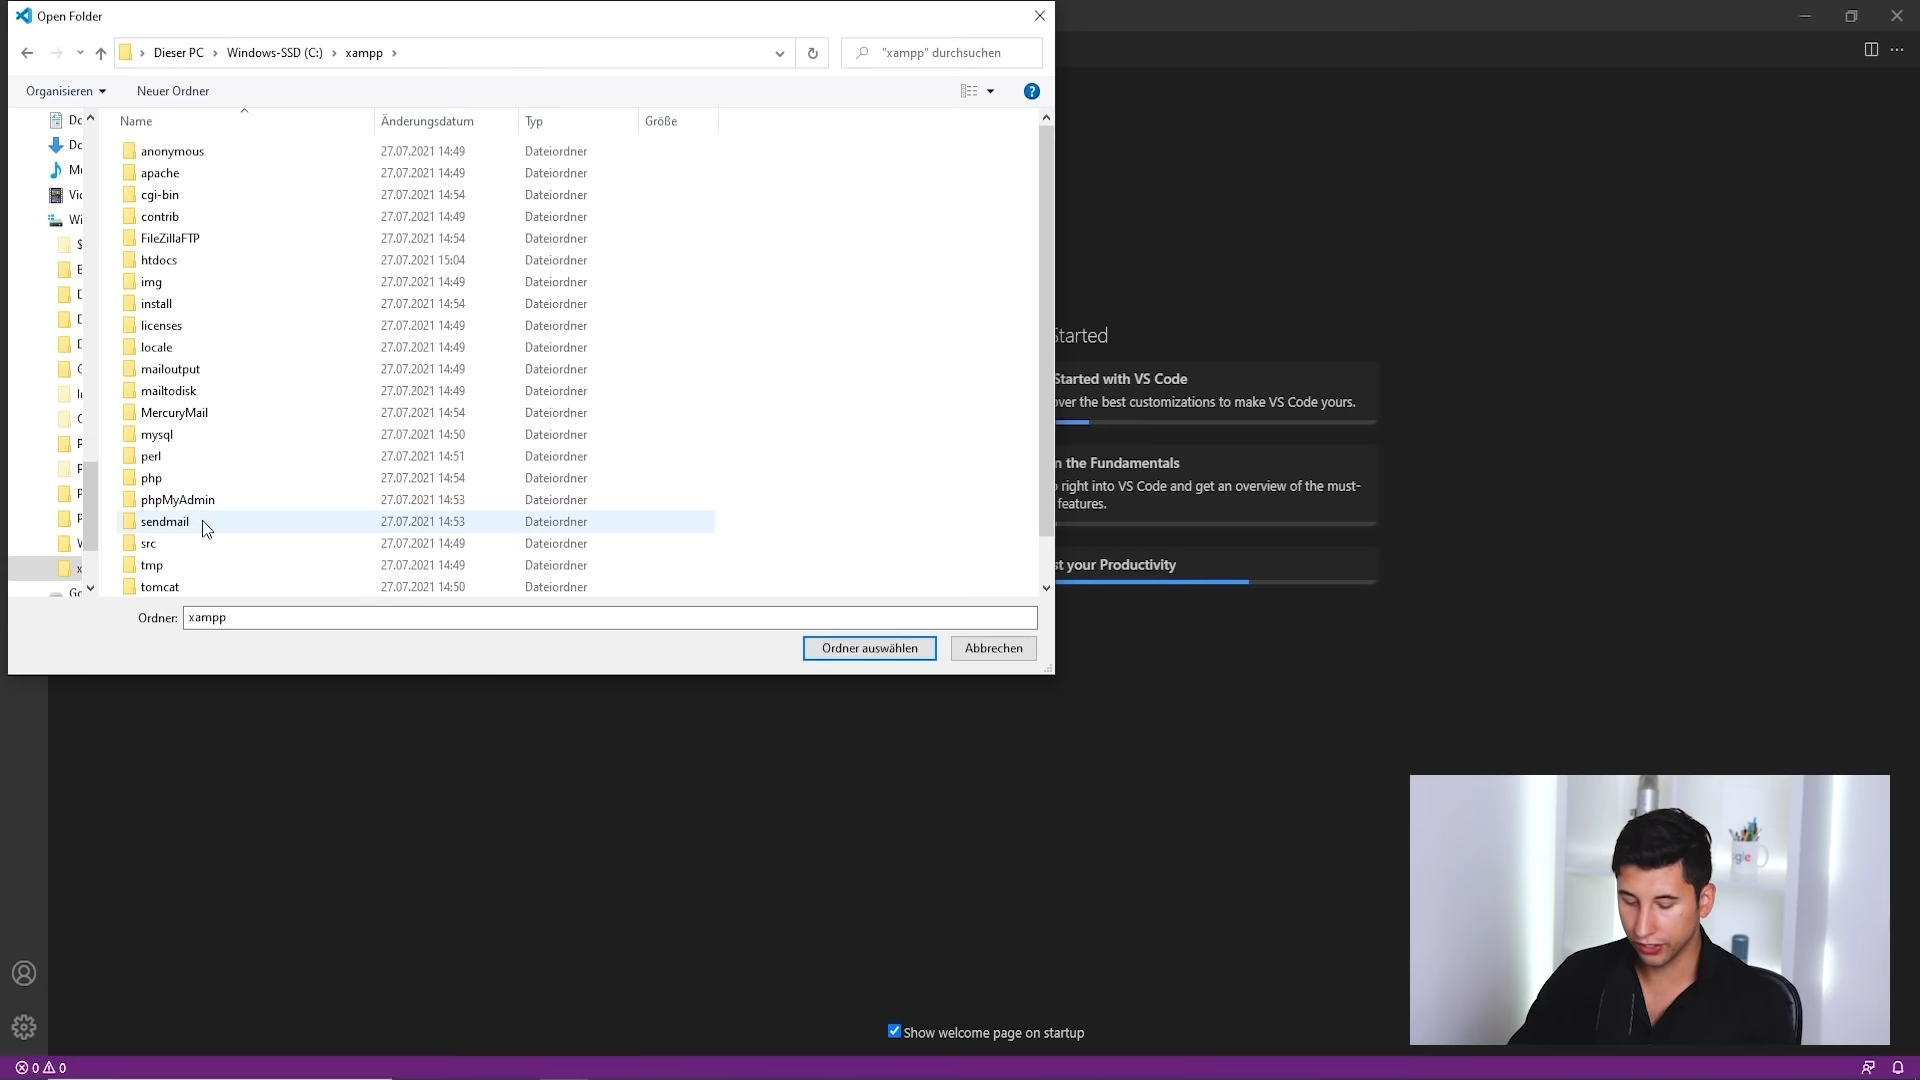 Open Folder
Dieser PC > Windows-SSD (C:) > xampp >
"xampp" durchsuchen
Organisieren
Neuer Ordner
Name Änderungsdatum Typ Größe
anonymous 27.07.2021 14:49 Dateiordner
apache 27.07.2021 14:49 Dateiordner
cgi-bin 27.07.2021 14:54 Dateiordner
contrib 27.07.2021 14:49 Dateiordner
FileZillaFTP 27.07.2021 14:54 Dateiordner
htdocs 27.07.2021 15:04 Dateiordner
img 27.07.2021 14:49 Dateiordner
install 27.07.2021 14:54 Dateiordner
licenses 27.07.2021 14:49 Dateiordner
locale 27.07.2021 14:49 Dateiordner
mailoutput 27.07.2021 14:49 Dateiordner
mailtodisk 27.07.2021 14:49 Dateiordner
MercuryMail 27.07.2021 14:54 Dateiordner
mysql 27.07.2021 14:50 Dateiordner
perl 27.07.2021 14:51 Dateiordner
php 27.07.2021 14:54 Dateiordner
phpMyAdmin 27.07.2021 14:53 Dateiordner
sendmail 27.07.2021 14:53 Dateiordner
src 27.07.2021 14:49 Dateiordner
tmp 27.07.2021 14:49 Dateiordner
tomcat 27.07.2021 14:50 Dateiordner
Ordner: xampp
Ordner auswählen
Abbrechen
Started
Started with VS Code
over the best customizations to make VS Code yours.
the Fundamentals
right into VS Code and get an overview of the must-
features.
your Productivity
Show welcome page on startup
0 0